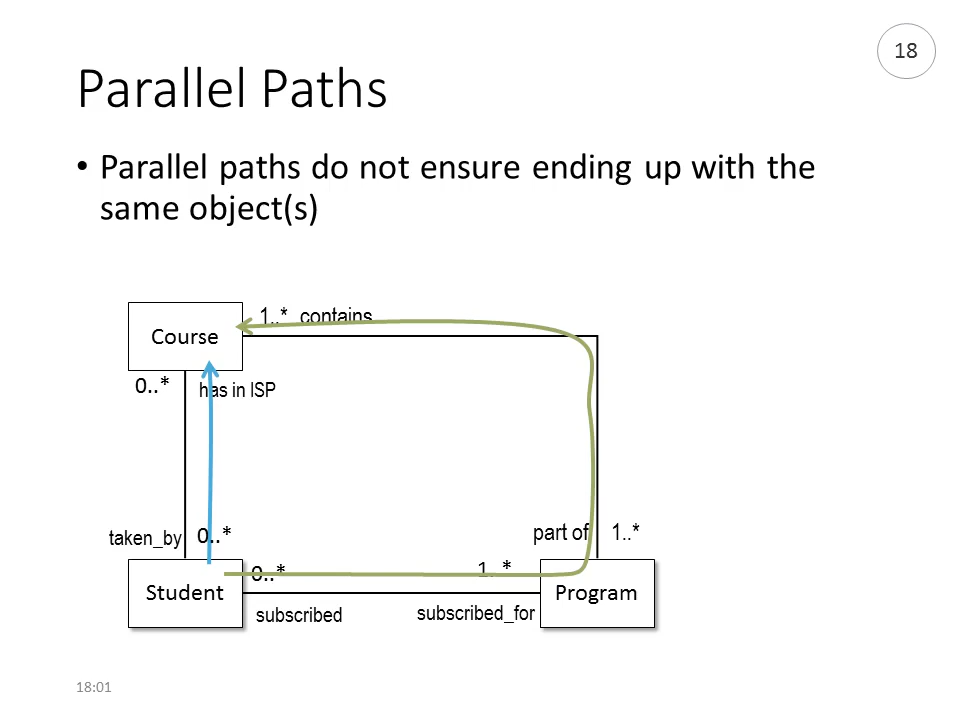 18
Parallel Paths
• Parallel paths do not ensure ending up with the
same object(s)
1..* contains
Course
0..*
has in ISP
taken_by
0..*
part of
1..*
0..*
1..*
Student
Program
subscribed
subscribed_for
18:01